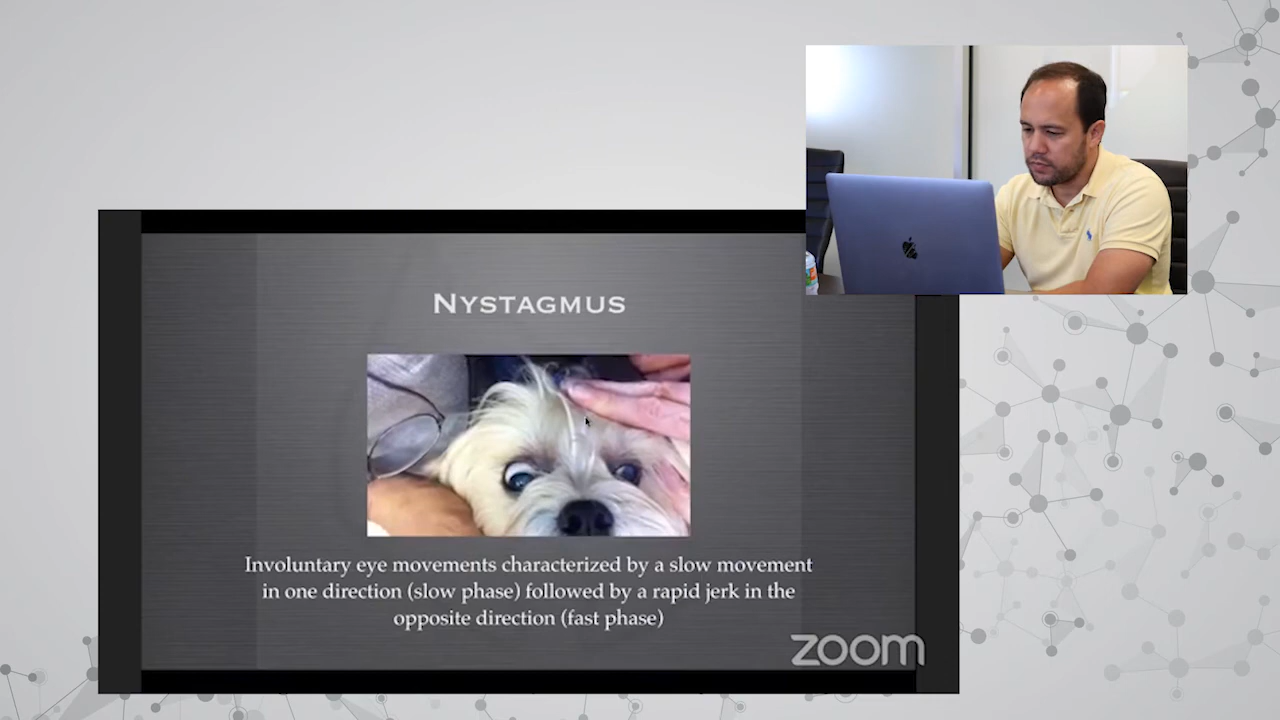 NYSTAGMUS
Involuntary eye movements characterized by a slow movement
in one direction (slow phase) followed by a rapid jerk in the
opposite direction (fast phase)
zoom